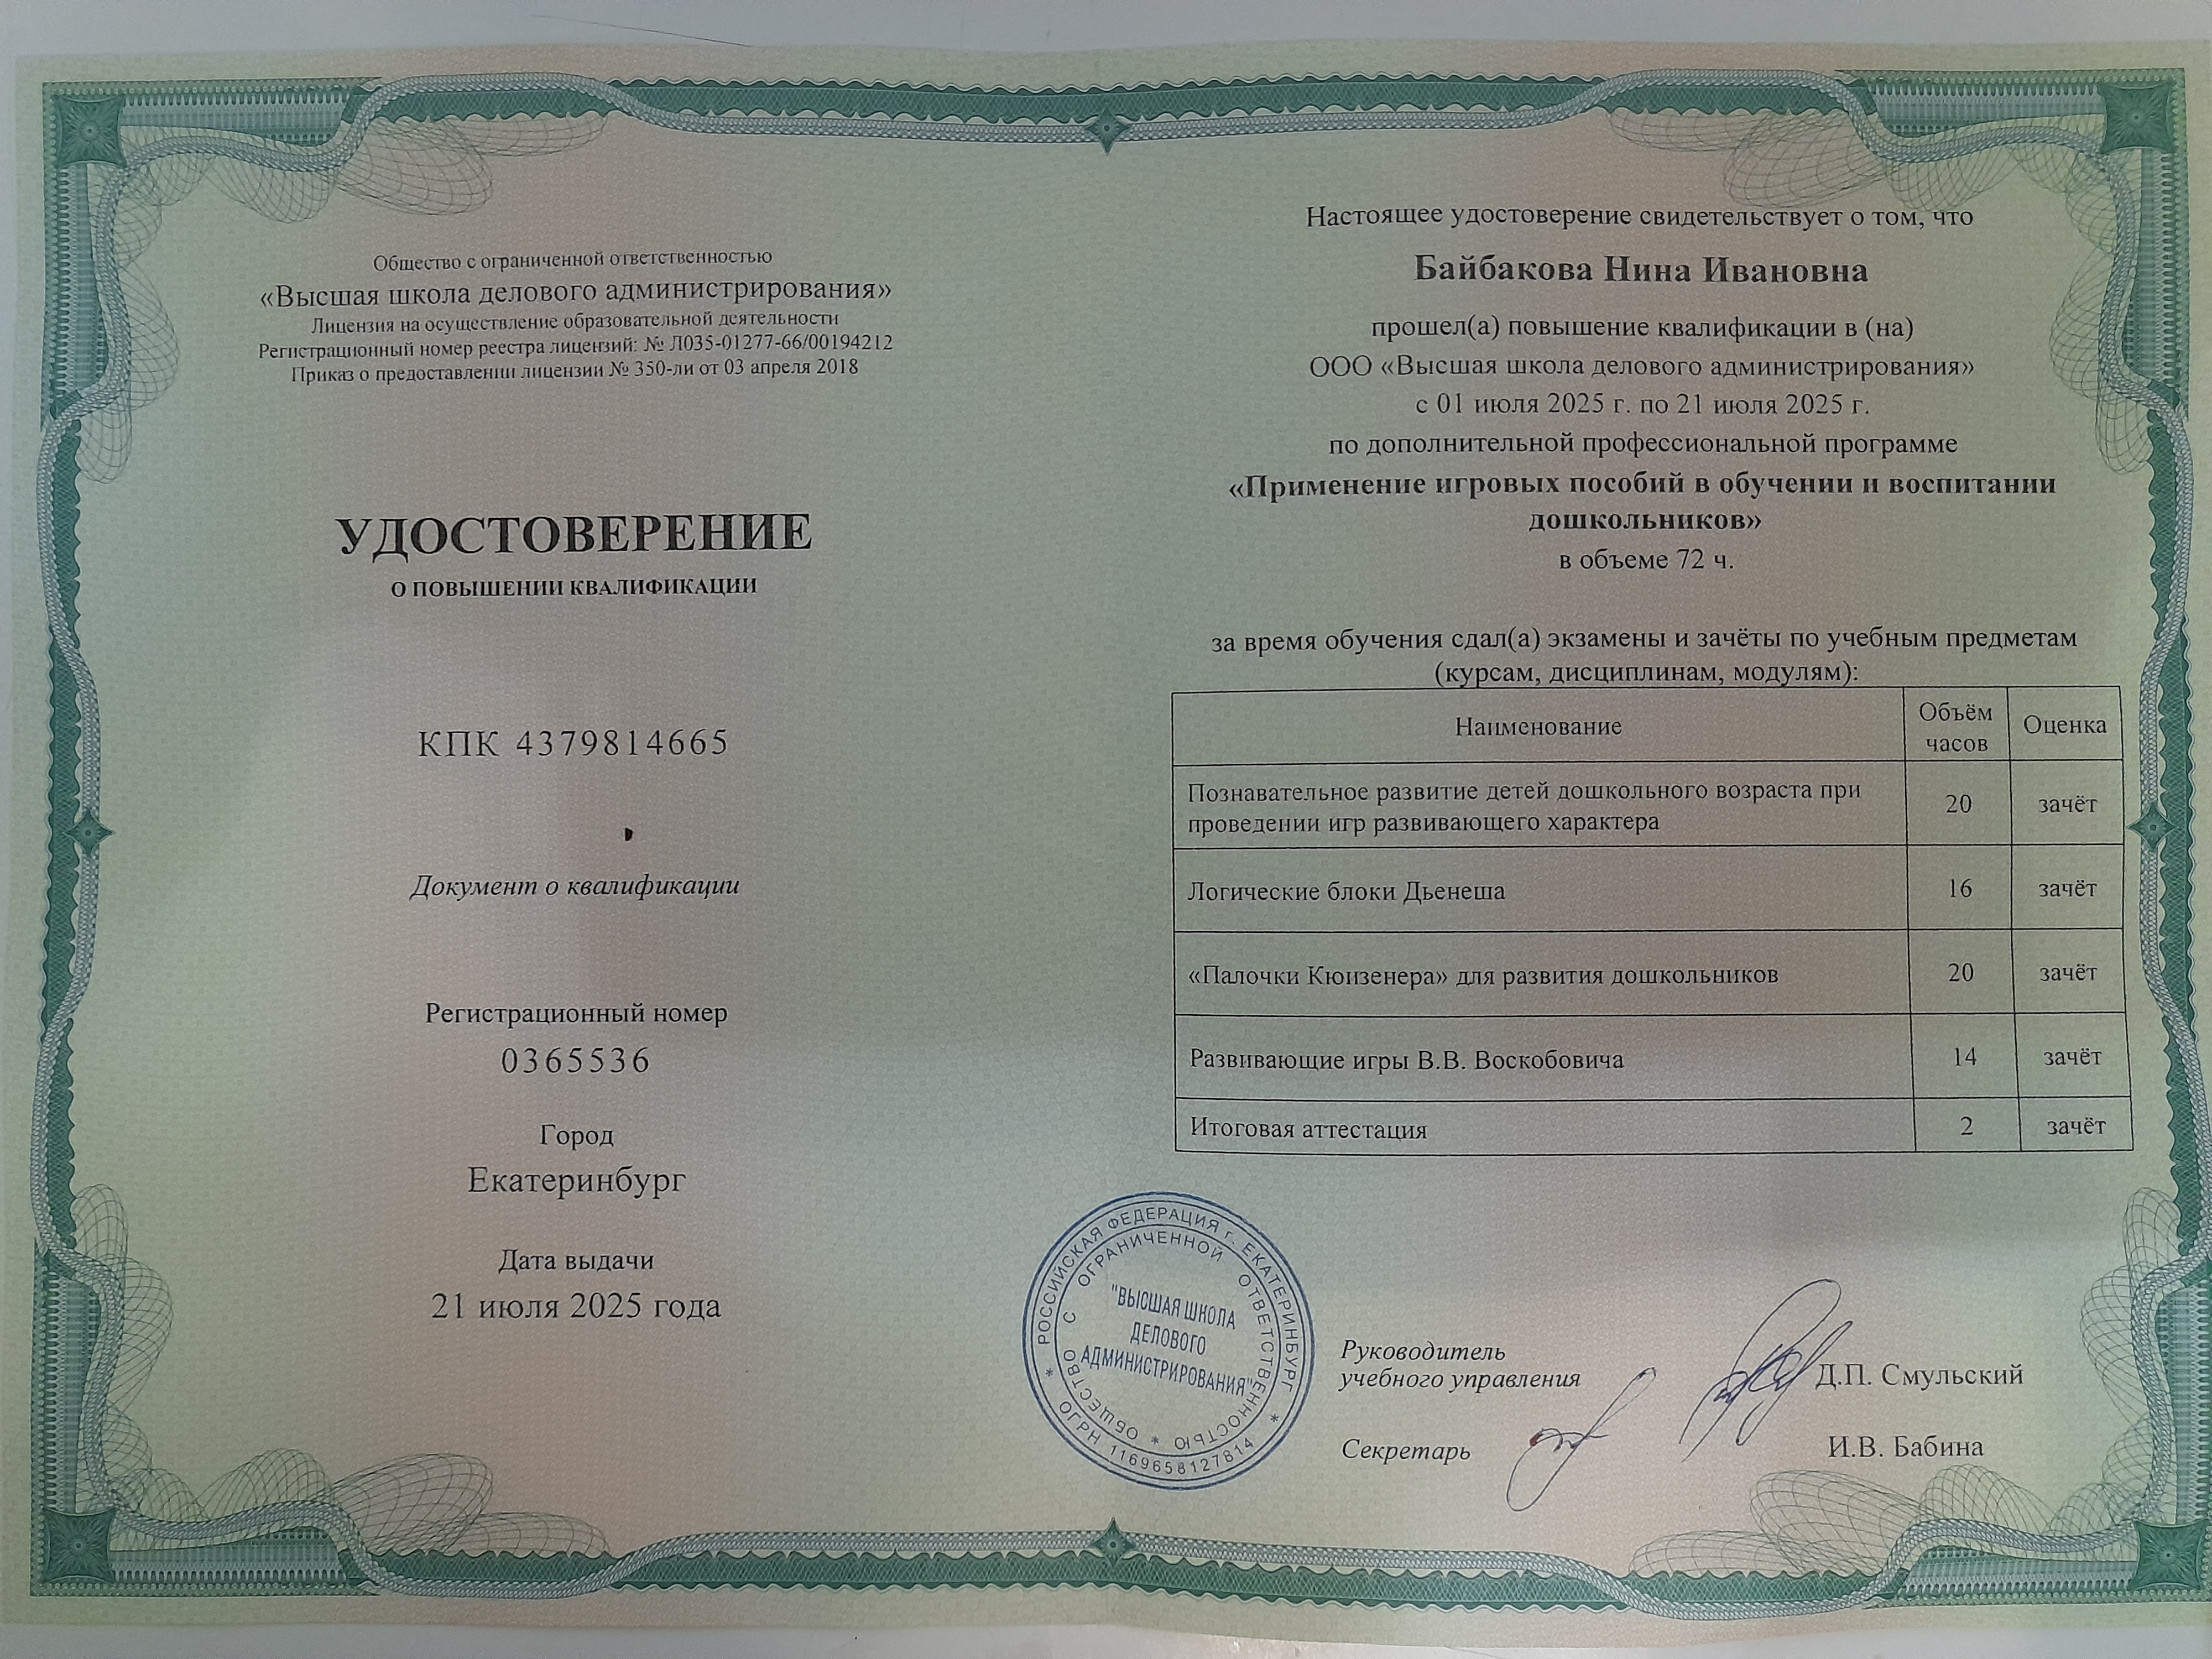 Общество с ограниченной ответственностью
«Высшая школа делового администрирования»
Лицензия на осуществление образовательной деятельности
Регистрационный номер реестра лицензий: № Л035-01277-66/00194212
Приказ о предоставлении лицензии № 350-ли от 03 апреля 2018
УДОСТОВЕРЕНИЕ
О ПОВЫШЕНИИ КВАЛИФИКАЦИИ
КПК 4379814665
Документ о квалификации
Регистрационный номер
0365536
Город
Екатеринбург
Дата выдачи
21 июля 2025 года
Настоящее удостоверение свидетельствует о том, что
Байбакова Нина Ивановна
прошел(а) повышение квалификации в (на)
ООО «Высшая школа делового администрирования»
с 01 июля 2025 г. по 21 июля 2025 г.
по дополнительной профессиональной программе
«Применение игровых пособий в обучении и воспитании
дошкольников»
в объеме 72 ч.
за время обучения сдал(а) экзамены и зачёты по учебным предметам
(курсам, дисциплинам, модулям):
Наименование Объём часов Оценка
Познавательное развитие детей дошкольного возраста при
проведении игр развивающего характера 20 зачёт
Логические блоки Дьенеша 16 зачёт
«Палочки Кюизенера» для развития дошкольников 20 зачёт
Развивающие игры В.В. Воскобовича 14 зачёт
Итоговая аттестация 2 зачёт
* РОССИЙСКАЯ ФЕДЕРАЦИЯ г. ЕКАТЕРИНБУРГ *
ОГРН 1169658127814
ОБЩЕСТВО С ОГРАНИЧЕННОЙ ОТВЕТСТВЕННОСТЬЮ *
"ВЫСШАЯ ШКОЛА
ДЕЛОВОГО
АДМИНИСТРИРОВАНИЯ"
Руководитель
учебного управления Д.П. Смульский
Секретарь И.В. Бабина